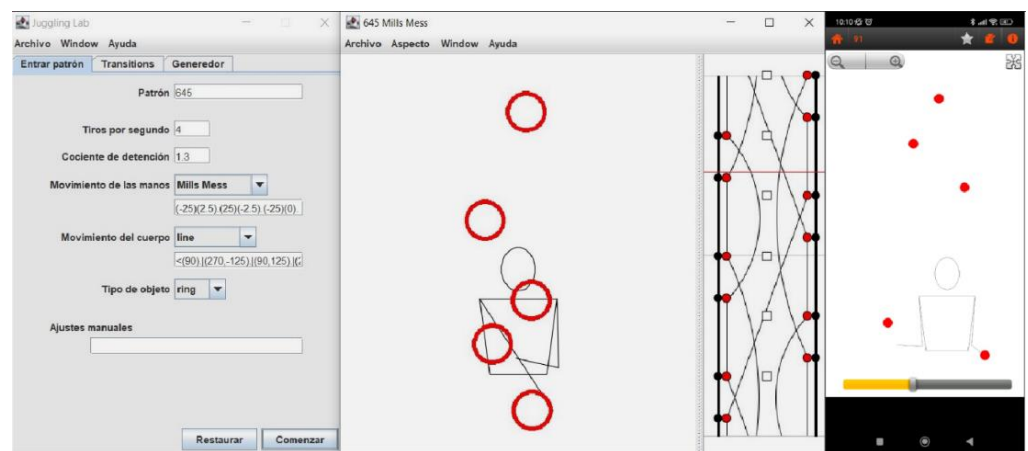 Juggling Lab
Archivo Window Ayuda
Entrar patrón Transitions Generedor
Patrón 645
Tiros por segundo 4
Cociente de detención 1.3
Movimiento de las manos Mills Mess
(-25)(2.5).(25)(-2.5).(-25)(0).
Movimiento del cuerpo line
<(90).|(270,-125).|(90,125).|(2
Tipo de objeto ring
Ajustes manuales
Restaurar Comenzar
645 Mills Mess
Archivo Aspecto Window Ayuda
10:10
91